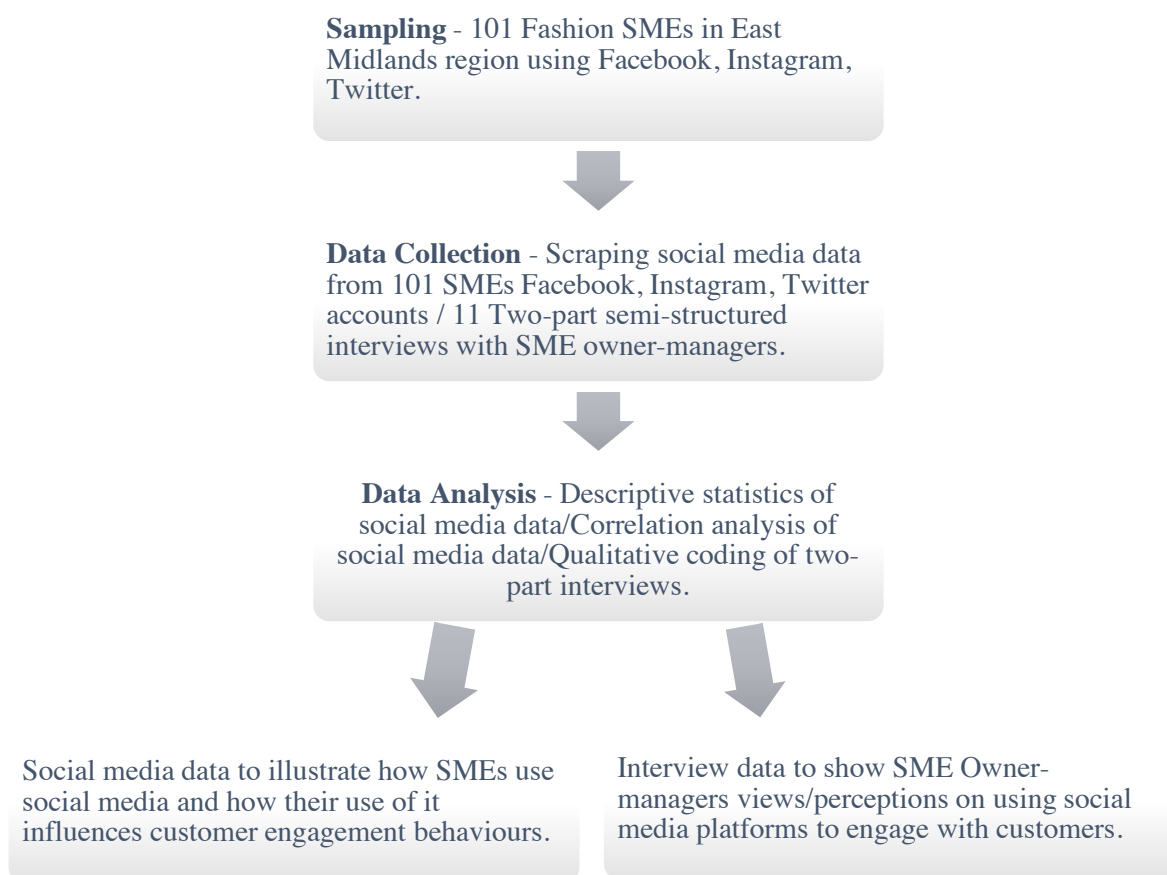 Sampling - 101 Fashion SMEs in East
Midlands region using Facebook, Instagram,
Twitter.
Data Collection - Scraping social media data
from 101 SMEs Facebook, Instagram, Twitter
accounts / 11 Two-part semi-structured
interviews with SME owner-managers.
Data Analysis - Descriptive statistics of
social media data/Correlation analysis of
social media data/Qualitative coding of two-
part interviews.
Social media data to illustrate how SMEs use
social media and how their use of it
influences customer engagement behaviours.
Interview data to show SME Owner-
managers views/perceptions on using social
media platforms to engage with customers.